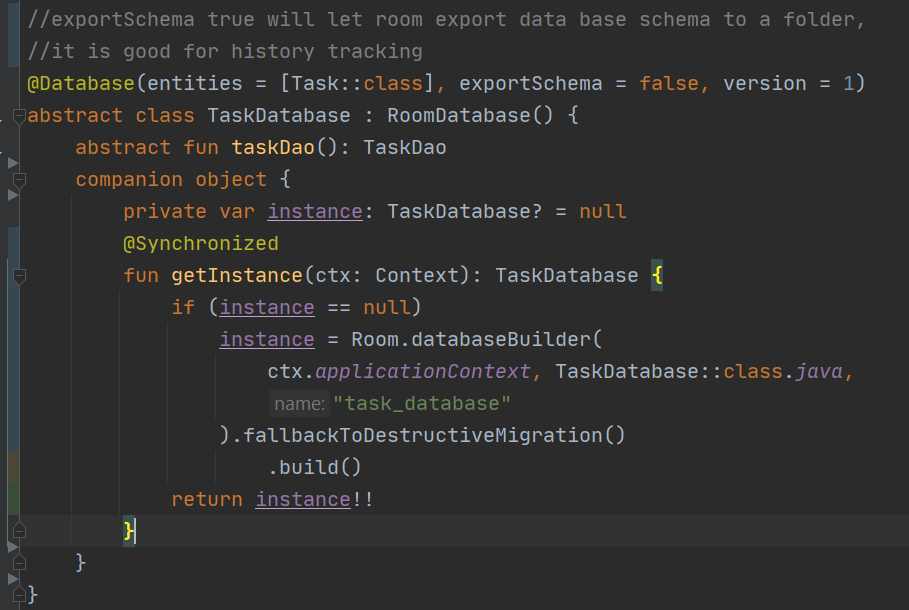 //exportSchema true will let room export data base schema to a folder,
//it is good for history tracking
@Database(entities = [Task::class], exportSchema = false, version = 1)
abstract class TaskDatabase : RoomDatabase() {
    abstract fun taskDao(): TaskDao
    companion object {
        private var instance: TaskDatabase? = null
        @Synchronized
        fun getInstance(ctx: Context): TaskDatabase {
            if (instance == null)
                instance = Room.databaseBuilder(
                    ctx.applicationContext, TaskDatabase::class.java,
                    name: "task_database"
                ).fallbackToDestructiveMigration()
                    .build()
            return instance!!
        }
    }
}